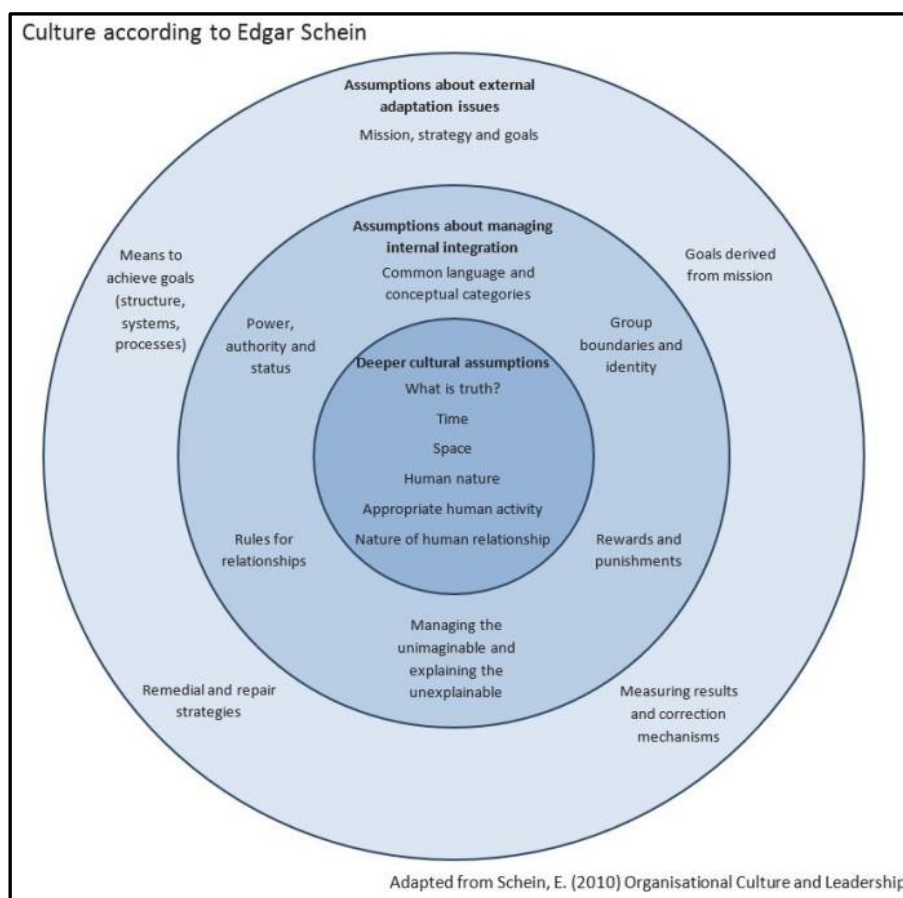 Culture according to Edgar Schein
Assumptions about external
adaptation issues
Mission, strategy and goals
Means to
achieve goals
(structure,
systems,
processes)
Goals derived
from mission
Assumptions about managing
internal integration
Common language and
conceptual categories
Power,
authority and
status
Group
boundaries and
identity
Deeper cultural assumptions
What is truth?
Time
Space
Human nature
Appropriate human activity
Nature of human relationship
Rules for
relationships
Rewards and
punishments
Managing the
unimaginable and
explaining the
unexplainable
Remedial and repair
strategies
Measuring results
and correction
mechanisms
Adapted from Schein, E. (2010) Organisational Culture and Leadership